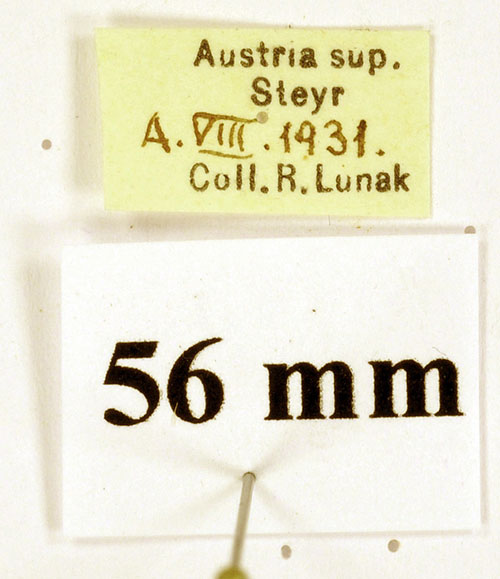 Austria sup.
Steyr
A. VIII. 1931.
Coll. R. Lunak
56 mm